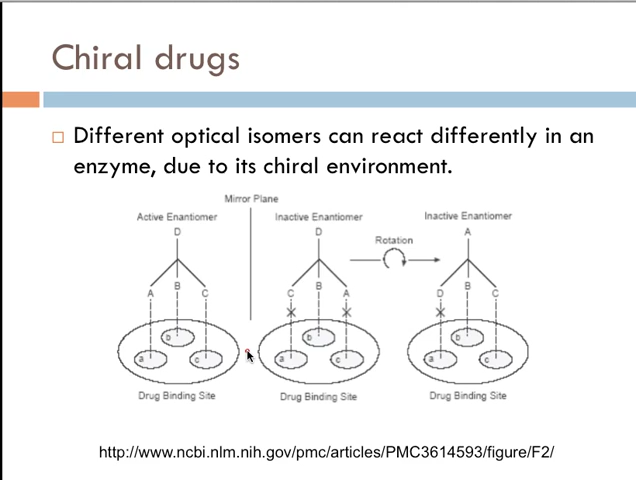 Chiral drugs
Different optical isomers can react differently in an
enzyme, due to its chiral environment.
Mirror Plane
Active Enantiomer
Inactive Enantiomer
Inactive Enantiomer
D
D
A
Rotation
A
B
C
C
B
A
D
B
C
b
b
b
a
c
a
c
a
c
Drug Binding Site
Drug Binding Site
Drug Binding Site
http://www.ncbi.nlm.nih.gov/pmc/articles/PMC3614593/figure/F2/